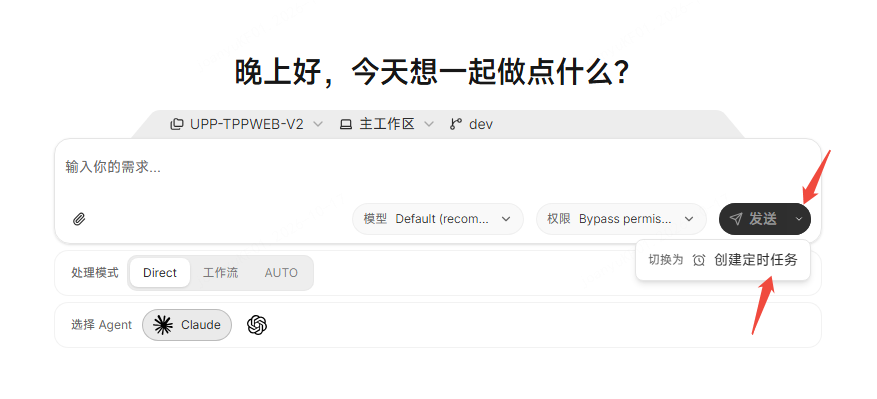 晚上好，今天想一起做点什么?
UPP-TPPWEB-V2 主工作区 dev
输入你的需求...
模型 Default (recom... 权限 Bypass permis... 发送
切换为 创建定时任务
处理模式 Direct 工作流 AUTO
选择 Agent Claude